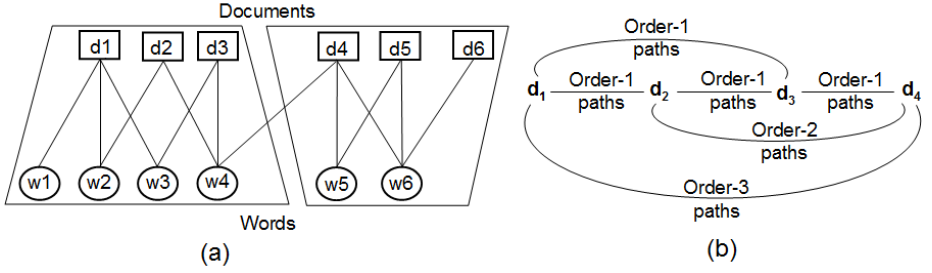 Documents
d1 d2 d3 d4 d5 d6
w1 w2 w3 w4 w5 w6
Words
(a)
Order-1
paths
d1 Order-1 d2 Order-1 d3 Order-1 d4
paths paths paths
Order-2
paths
Order-3
paths
(b)